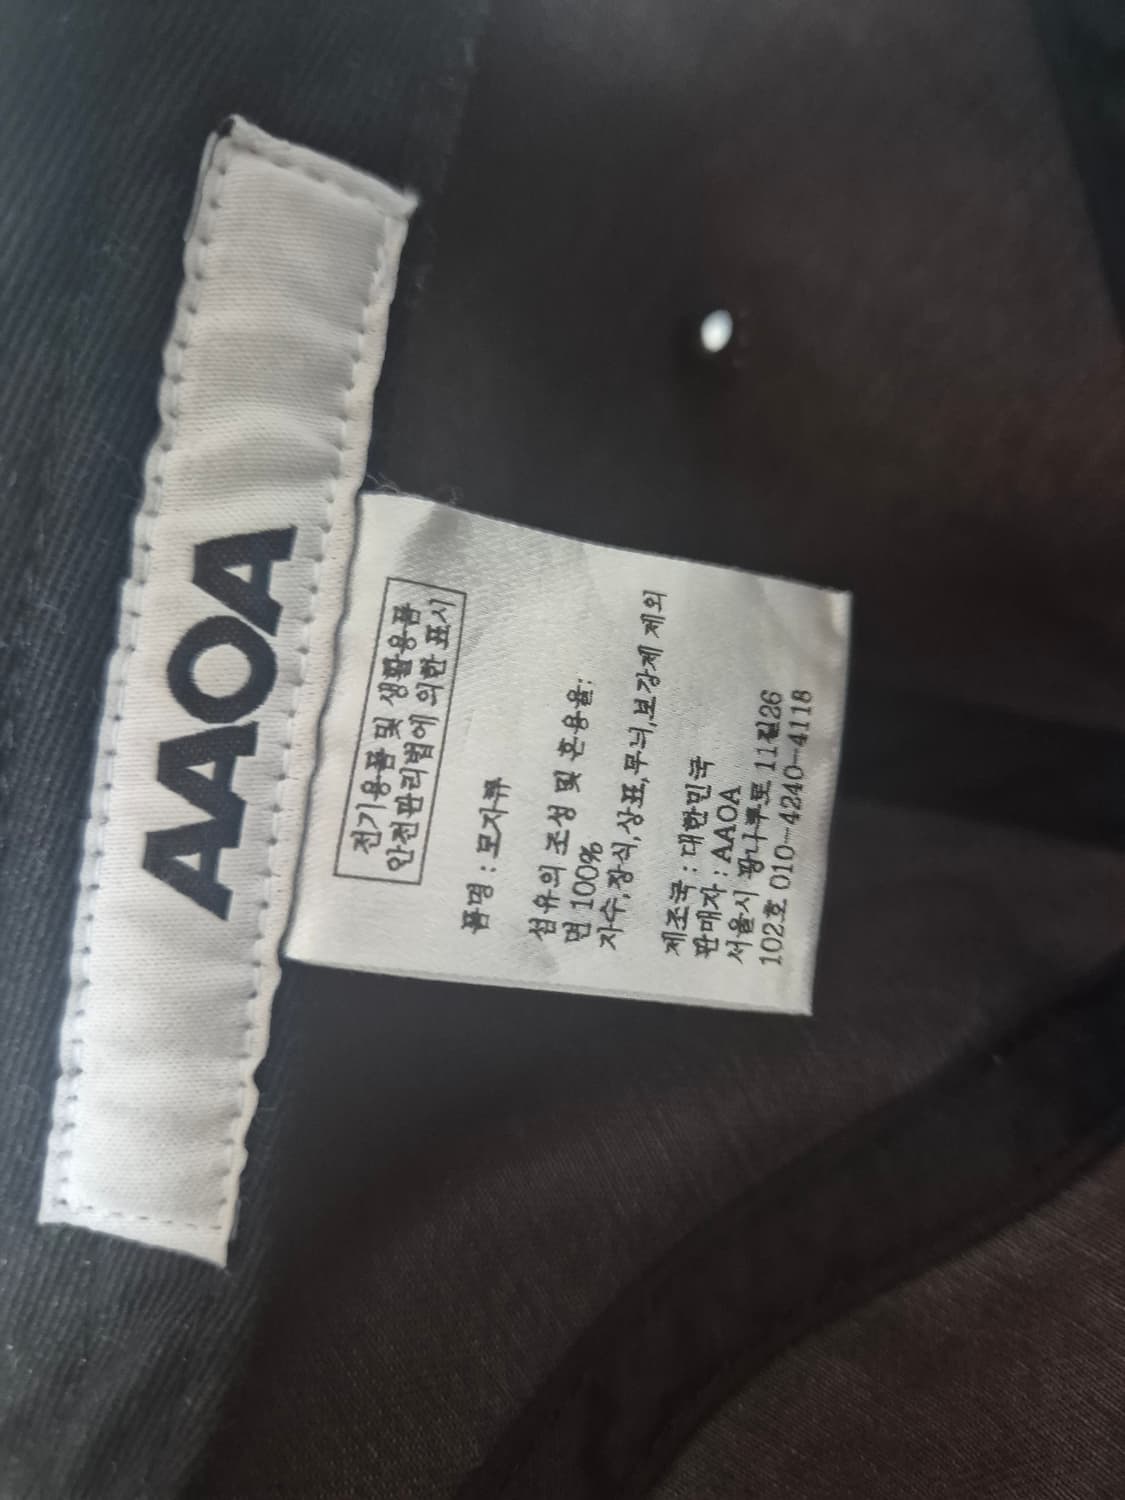 AAOA
전기용품 및 생활용품
안전관리법에 의한 표시
품명 : 모자류
섬유의 조성 및 혼용율:
면 100%
자수,장식,상표,무늬,보강제 제외
제조국 : 대한민국
판매자 : AAOA
서울시 광나루로 11길26
102호 010-4240-4118